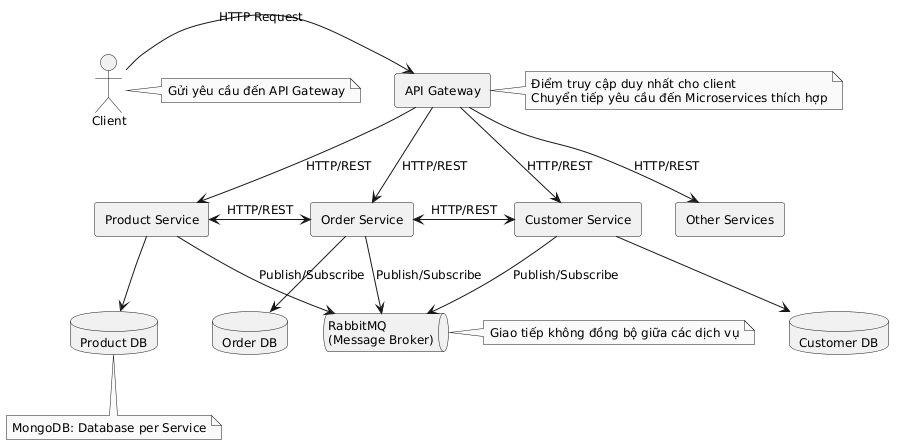 HTTP Request
Client
Gửi yêu cầu đến API Gateway
API Gateway
Điểm truy cập duy nhất cho client
Chuyển tiếp yêu cầu đến Microservices thích hợp
HTTP/REST
HTTP/REST
HTTP/REST
HTTP/REST
Product Service
HTTP/REST
Order Service
HTTP/REST
Customer Service
Other Services
Publish/Subscribe
Publish/Subscribe
Publish/Subscribe
Product DB
Order DB
RabbitMQ
(Message Broker)
Giao tiếp không đồng bộ giữa các dịch vụ
Customer DB
MongoDB: Database per Service